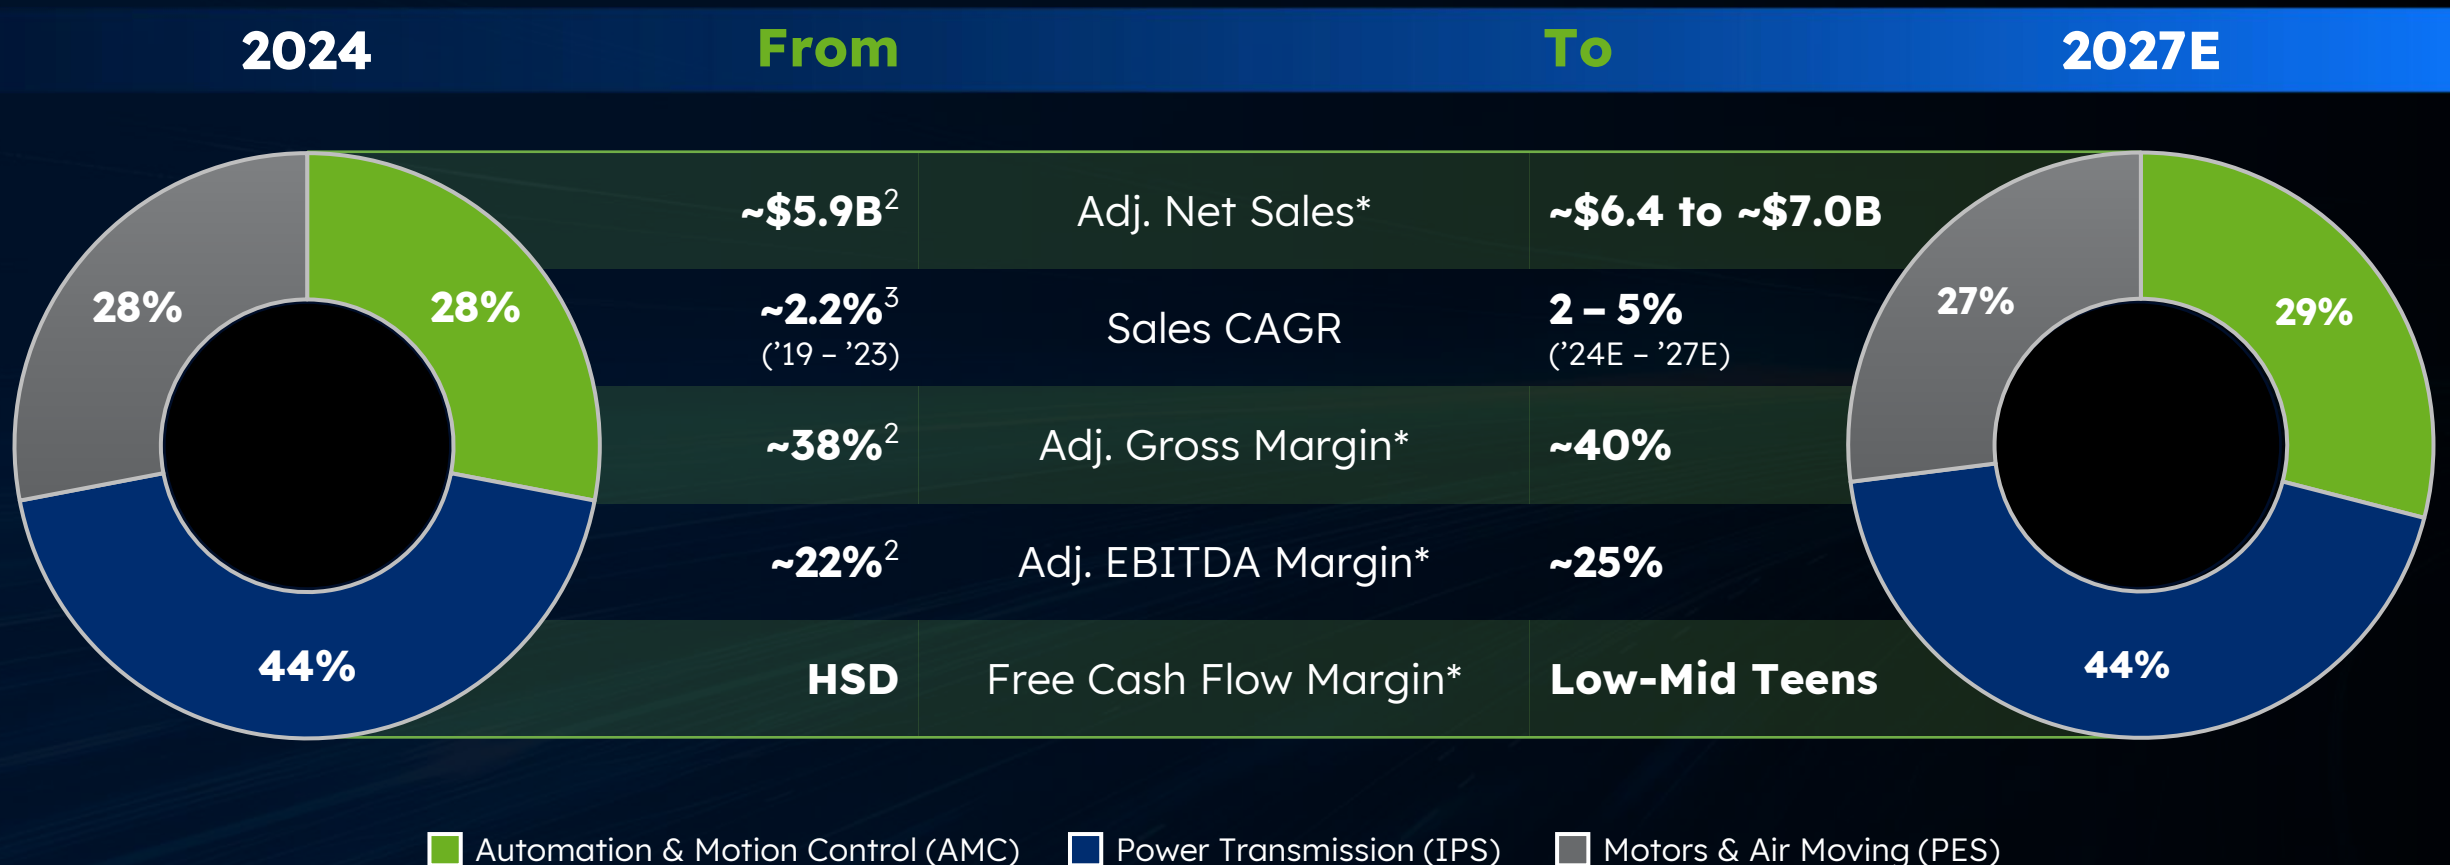 2024 From To 2027E
~$5.9B2 Adj. Net Sales* ~$6.4 to ~$7.0B
28% 28% ~2.2%3 Sales CAGR 2 – 5% 27% 29%
(’19 – ’23) (’24E – ’27E)
~38%2 Adj. Gross Margin* ~40%
~22%2 Adj. EBITDA Margin* ~25%
44% HSD Free Cash Flow Margin* Low-Mid Teens 44%
Automation & Motion Control (AMC) Power Transmission (IPS) Motors & Air Moving (PES)